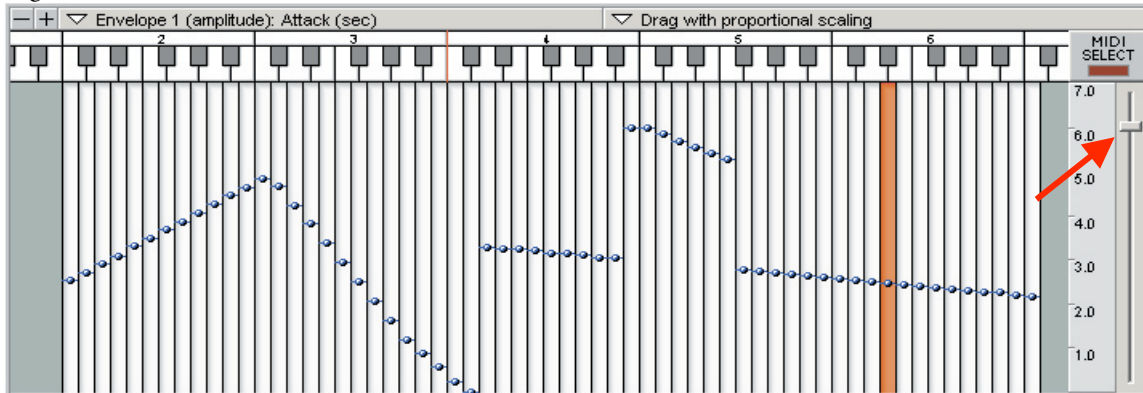 − + ▽ Envelope 1 (amplitude): Attack (sec) ▽ Drag with proportional scaling
2 3 4 5 6
MIDI
SELECT
7.0
6.0
5.0
4.0
3.0
2.0
1.0